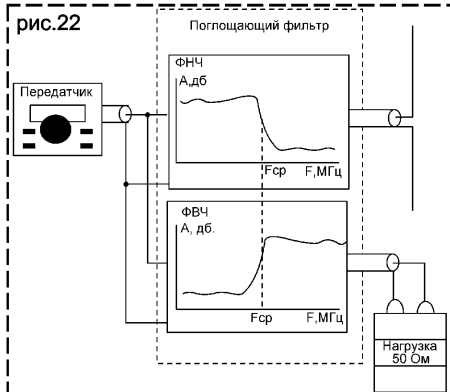 рис.22
Поглощающий фильтр
Передатчик
ФНЧ
А,дб
Fср
F,МГц
ФВЧ
А, дб.
Fср
F,МГц
Нагрузка
50 Ом